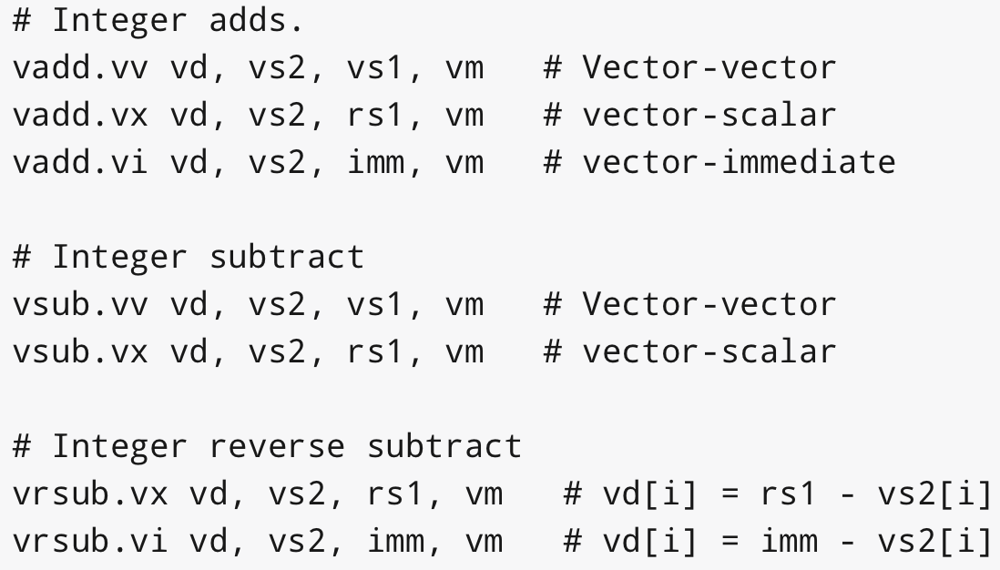 # Integer adds.
vadd.vv vd, vs2, vs1, vm   # Vector-vector
vadd.vx vd, vs2, rs1, vm   # vector-scalar
vadd.vi vd, vs2, imm, vm   # vector-immediate

# Integer subtract
vsub.vv vd, vs2, vs1, vm   # Vector-vector
vsub.vx vd, vs2, rs1, vm   # vector-scalar

# Integer reverse subtract
vrsub.vx vd, vs2, rs1, vm   # vd[i] = rs1 - vs2[i]
vrsub.vi vd, vs2, imm, vm   # vd[i] = imm - vs2[i]